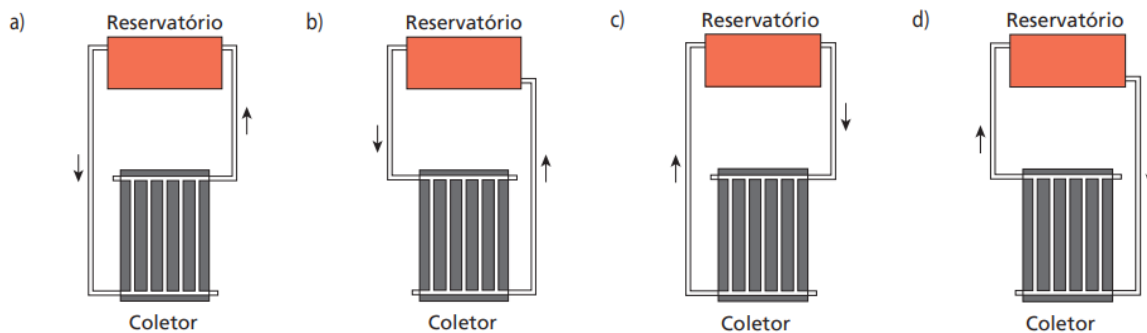 a) Reservatório
Coletor
b) Reservatório
Coletor
c) Reservatório
Coletor
d) Reservatório
Coletor